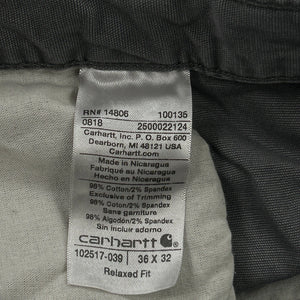 RN# 14806 100135
0818 2500022124
Carhartt, Inc. P.O. Box 600
Dearborn, MI 48121 USA
Carhartt.com
Made in Nicaragua
Fabriqué au Nicaragua
Hecho en Nicaragua
98% Cotton/2% Spandex
Exclusive of Trimming
98% Coton/2% Spandex
Sans garniture
98% Algodón/2% Spandex
Sin incluir adorno
carhartt
102517-039 36 X 32
Relaxed Fit